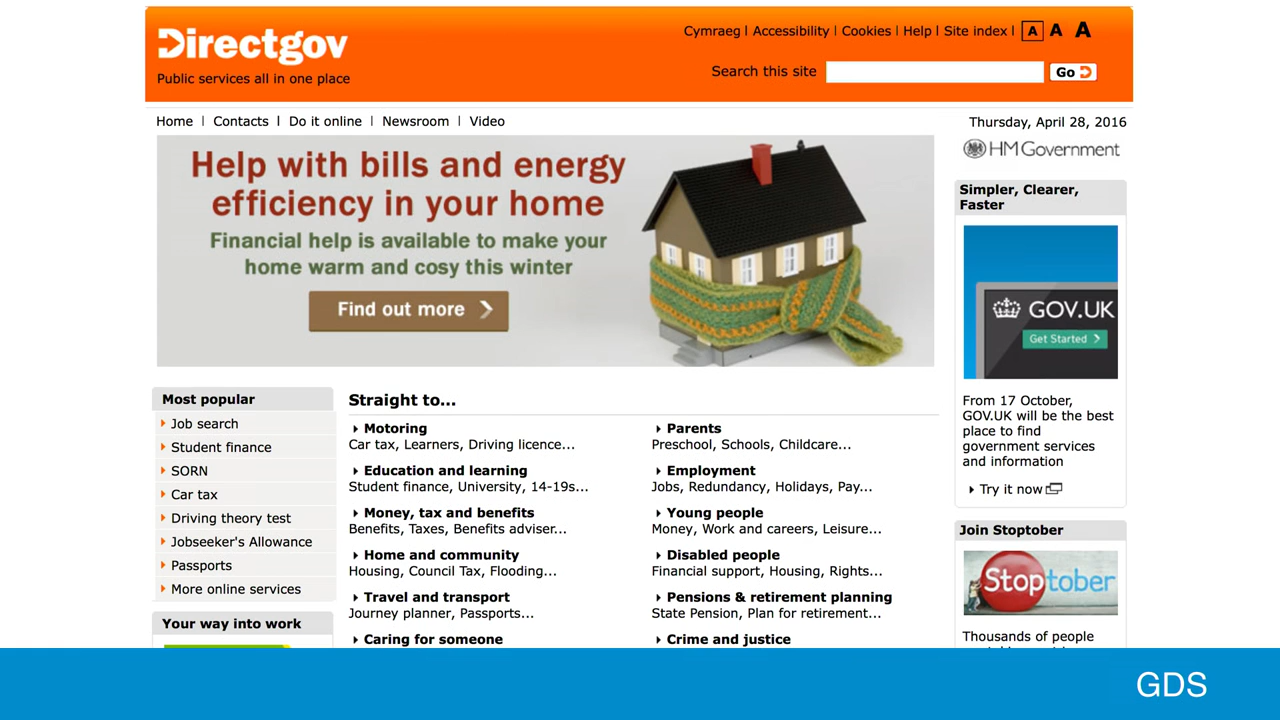 Directgov
Public services all in one place
Cymraeg | Accessibility | Cookies | Help | Site index | A A A
Search this site
Go
Home | Contacts | Do it online | Newsroom | Video
Thursday, April 28, 2016
HM Government
Help with bills and energy
efficiency in your home
Financial help is available to make your
home warm and cosy this winter
Find out more
Simpler, Clearer,
Faster
GOV.UK
Get Started
From 17 October,
GOV.UK will be the best
place to find
government services
and information
Try it now
Join Stoptober
Stoptober
Thousands of people
Most popular
Job search
Student finance
SORN
Car tax
Driving theory test
Jobseeker's Allowance
Passports
More online services
Your way into work
Straight to...
Motoring
Car tax, Learners, Driving licence...
Education and learning
Student finance, University, 14-19s...
Money, tax and benefits
Benefits, Taxes, Benefits adviser...
Home and community
Housing, Council Tax, Flooding...
Travel and transport
Journey planner, Passports...
Caring for someone
Parents
Preschool, Schools, Childcare...
Employment
Jobs, Redundancy, Holidays, Pay...
Young people
Money, Work and careers, Leisure...
Disabled people
Financial support, Housing, Rights...
Pensions & retirement planning
State Pension, Plan for retirement...
Crime and justice
GDS